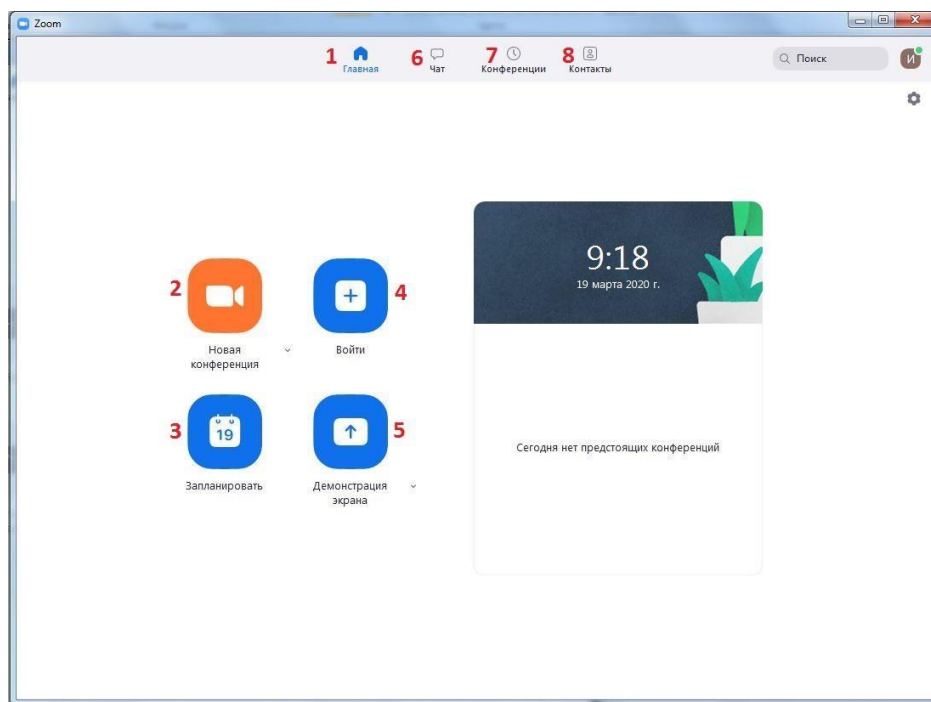 Zoom
1 6 7 8
Главная Чат Конференции Контакты
Поиск
И
9:18
19 марта 2020 г.
2
4
Новая
конференция
Войти
3
19
5
Запланировать
Демонстрация
экрана
Сегодня нет предстоящих конференций